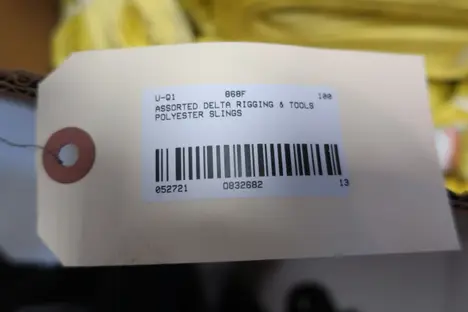 U-Q1 868F 100
ASSORTED DELTA RIGGING & TOOLS
POLYESTER SLINGS
052721 0832682 13